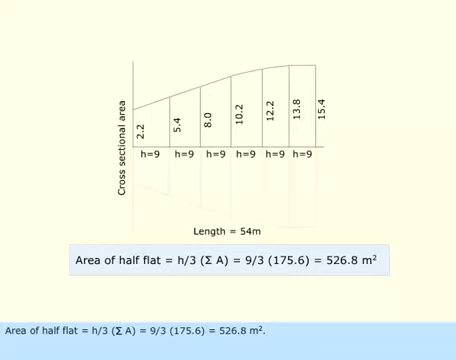 Cross sectional area
2.2
5.4
8.0
10.2
12.2
13.8
15.4
h=9 h=9 h=9 h=9 h=9 h=9
Length = 54m
Area of half flat = h/3 (Σ A) = 9/3 (175.6) = 526.8 m²
Area of half flat = h/3 (Σ A) = 9/3 (175.6) = 526.8 m².